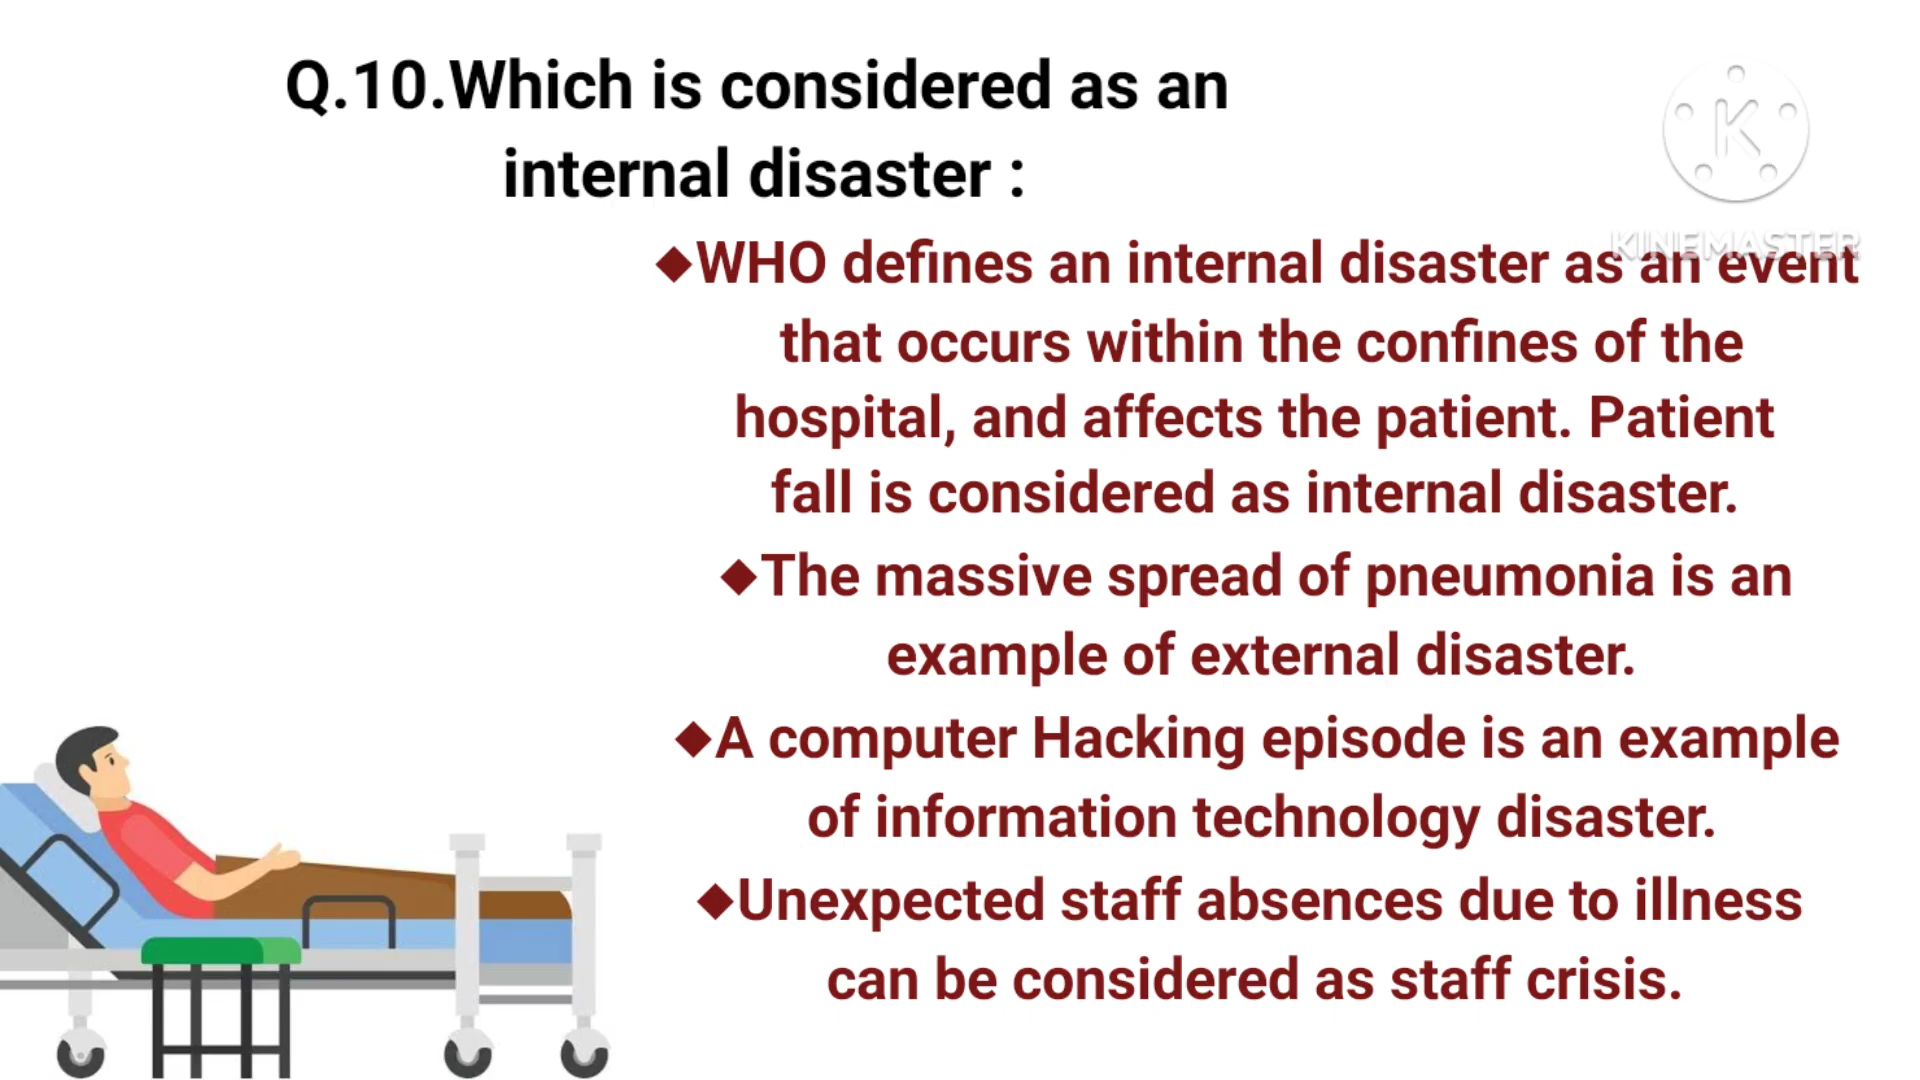 Q.10.Which is considered as an
internal disaster :
K
KINEMASTER
◆WHO defines an internal disaster as an event
that occurs within the confines of the
hospital, and affects the patient. Patient
fall is considered as internal disaster.
◆The massive spread of pneumonia is an
example of external disaster.
◆A computer Hacking episode is an example
of information technology disaster.
◆Unexpected staff absences due to illness
can be considered as staff crisis.